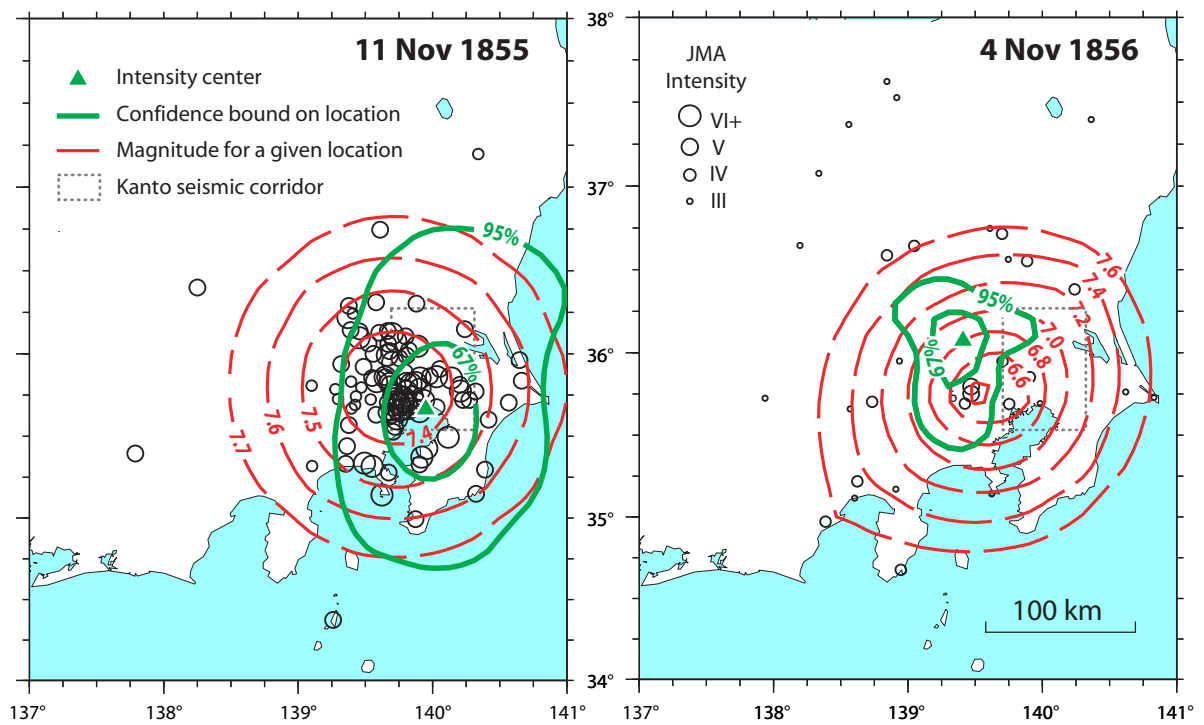 11 Nov 1855
Intensity center
Confidence bound on location
Magnitude for a given location
Kanto seismic corridor
95%
67%
7.4
7.5
7.6
7.7
137°
138°
139°
140°
141°
38°
37°
36°
35°
34°
4 Nov 1856
JMA
Intensity
VI+
V
IV
III
95%
67%
7.6
7.4
7.2
7.0
6.8
6.6
100 km
137°
138°
139°
140°
141°